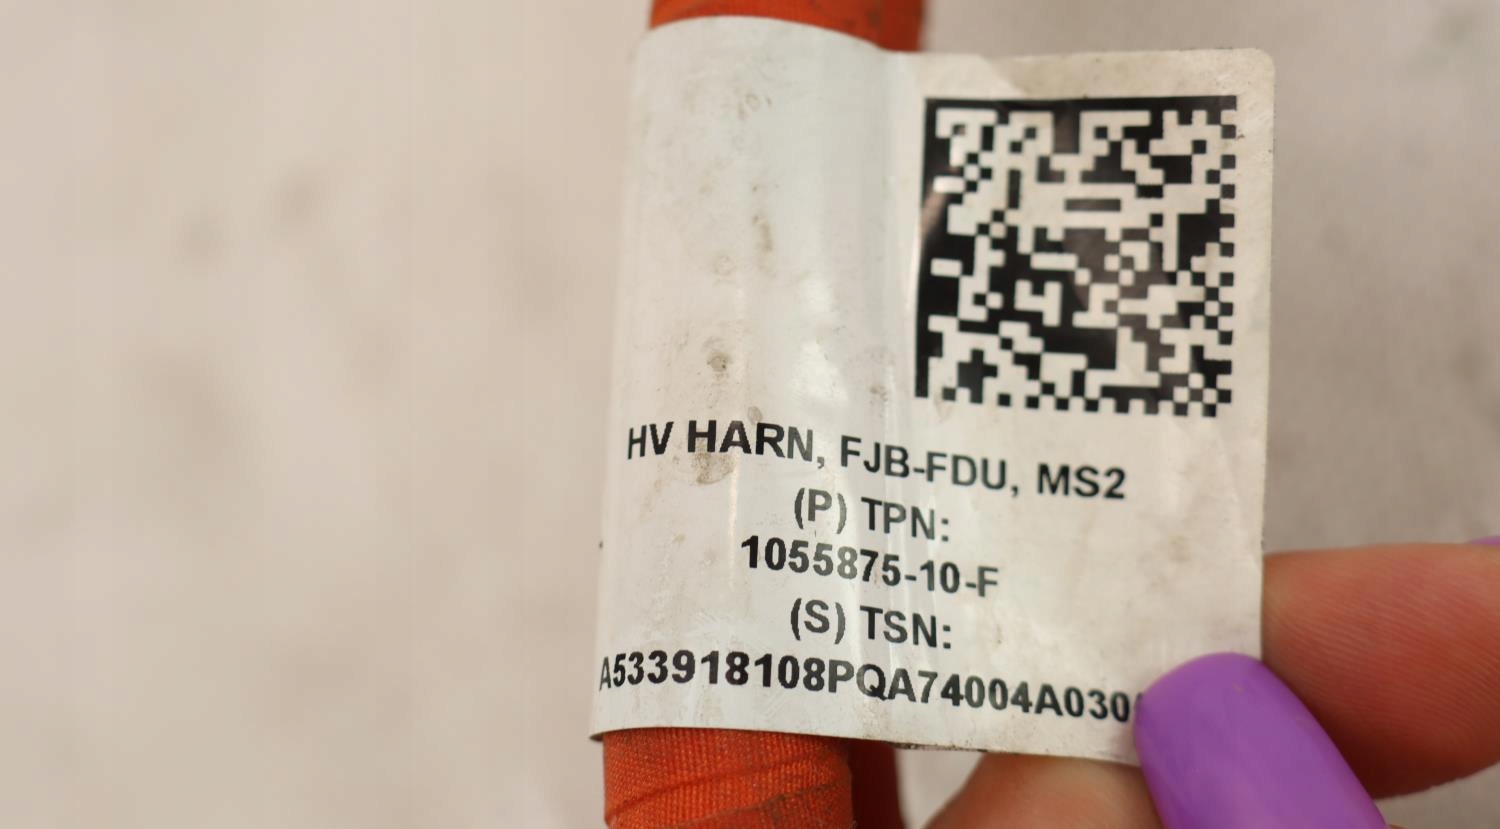 HV HARN, FJB-FDU, MS2
(P) TPN:
1055875-10-F
(S) TSN:
A533918108PQA74004A030